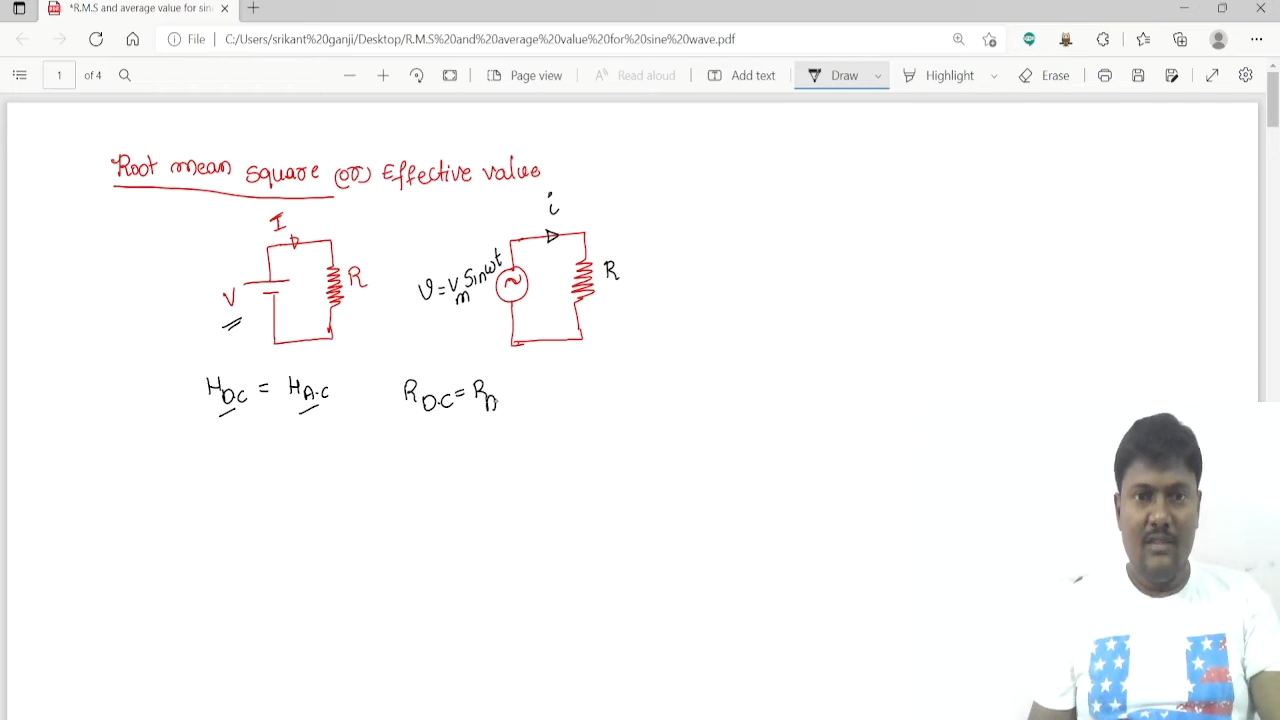 *R.M.S and average value for sin
File C:/Users/srikant%20ganji/Desktop/R.M.S%20and%20average%20value%20for%20sine%20wave.pdf
1 of 4 Page view Read aloud Add text Draw Highlight Erase
Root mean square (or) Effective value
I i
V R v = Vm Sinωt R
HD.C = HA.C RD.C = R